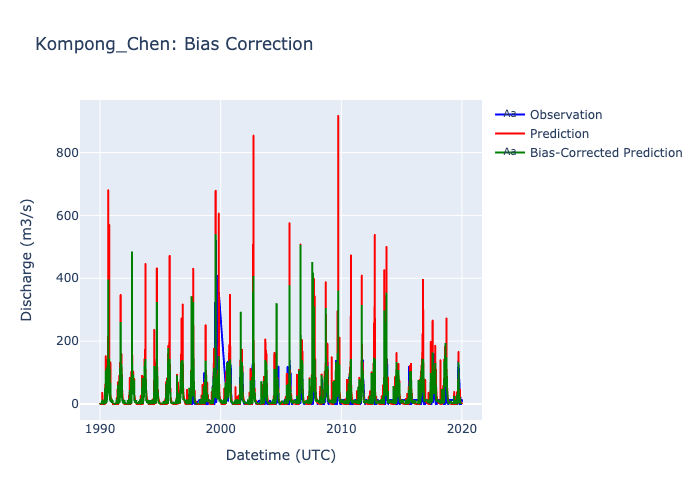 Kompong_Chen: Bias Correction
Aa Observation
Prediction
Aa Bias-Corrected Prediction
Discharge (m3/s)
800
600
400
200
0
1990
2000
2010
2020
Datetime (UTC)